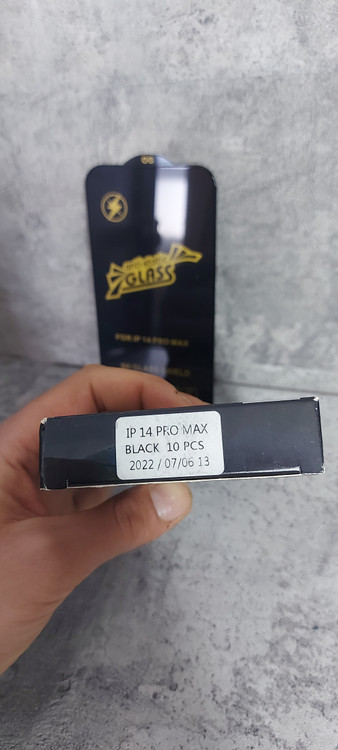 GLASS
FOR IP 14 PRO MAX
IP 14 PRO MAX
BLACK 10 PCS
2022 / 07/06 13